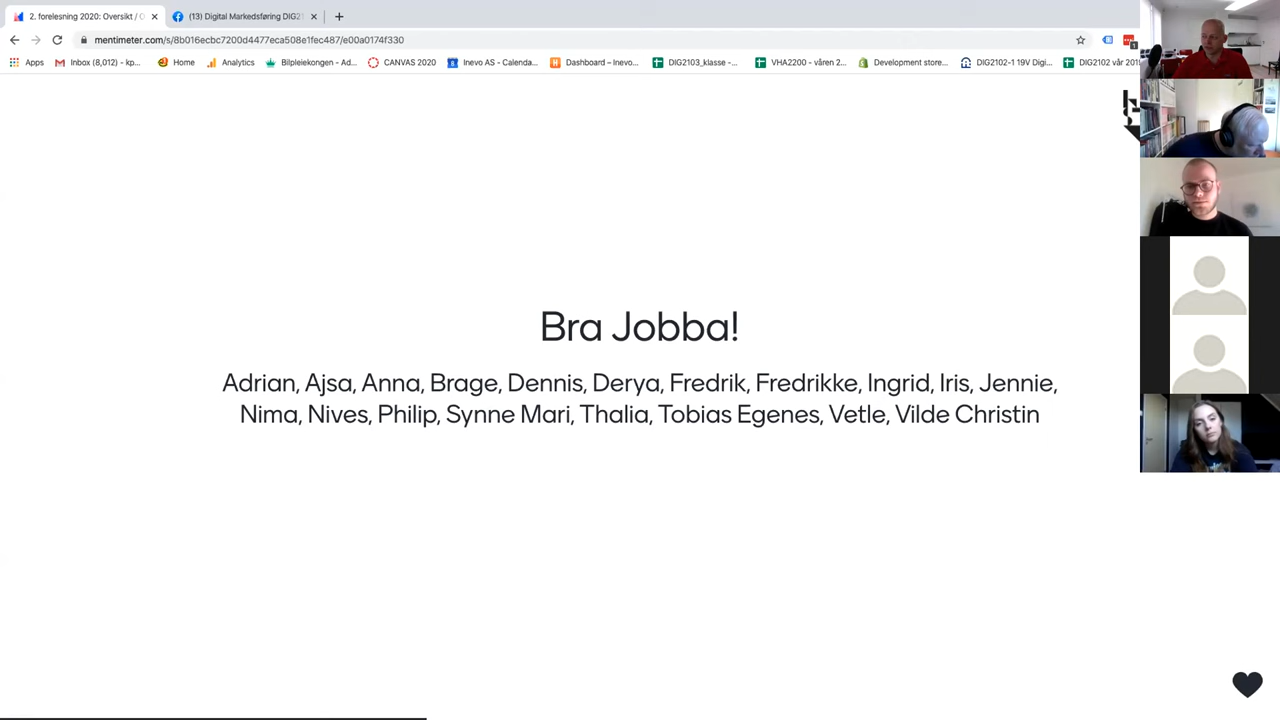 2. forelesning 2020: Oversikt / O
(13) Digital Markedsføring DIG21
mentimeter.com/s/8b016ecbc7200d4477eca508e1fec487/e00a0174f330
Apps
Inbox (8,012) - kp...
Home
Analytics
Bilpleiekongen - Ad...
CANVAS 2020
Inevo AS - Calenda...
Dashboard – Inevo...
DIG2103_klasse -...
VHA2200 - våren 2...
Development store...
DIG2102-1 19V Digi...
DIG2102 vår 201
Bra Jobba!
Adrian, Ajsa, Anna, Brage, Dennis, Derya, Fredrik, Fredrikke, Ingrid, Iris, Jennie,
Nima, Nives, Philip, Synne Mari, Thalia, Tobias Egenes, Vetle, Vilde Christin